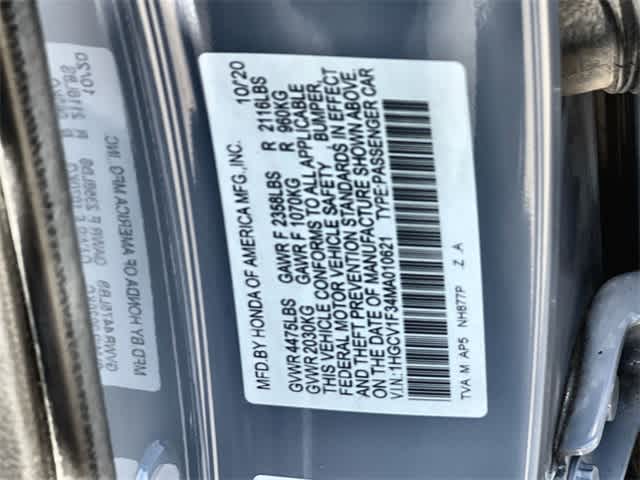 MFD.BY HONDA OF AMERICA MFG.,INC. 10/20
GVWR 4475LBS GAWR F 2358LBS R 2116LBS
GVWR 2030KG GAWR F 1070KG R 960KG
THIS VEHICLE CONFORMS TO ALL APPLICABLE
FEDERAL MOTOR VEHICLE SAFETY BUMPER,
AND THEFT PREVENTION STANDARDS IN EFFECT
ON THE DATE OF MANUFACTURE SHOWN ABOVE.
V.I.N.:1HGCV1F34MA010621 TYPE:PASSENGER CAR
TVA M AP5 NH877P Z A